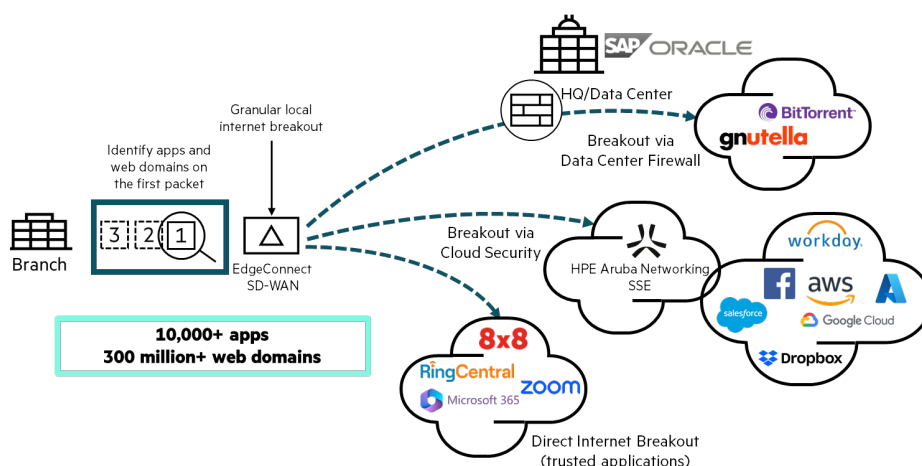 SAP ORACLE
HQ/Data Center
BitTorrent
gnutella
Breakout via
Data Center Firewall
Granular local
internet breakout
Identify apps and
web domains on
the first packet
3 2 1
Branch
EdgeConnect
SD-WAN
Breakout via
Cloud Security
HPE Aruba Networking
SSE
workday.
aws
salesforce
Google Cloud
Dropbox
10,000+ apps
300 million+ web domains
8x8
RingCentral
zoom
Microsoft 365
Direct Internet Breakout
(trusted applications)